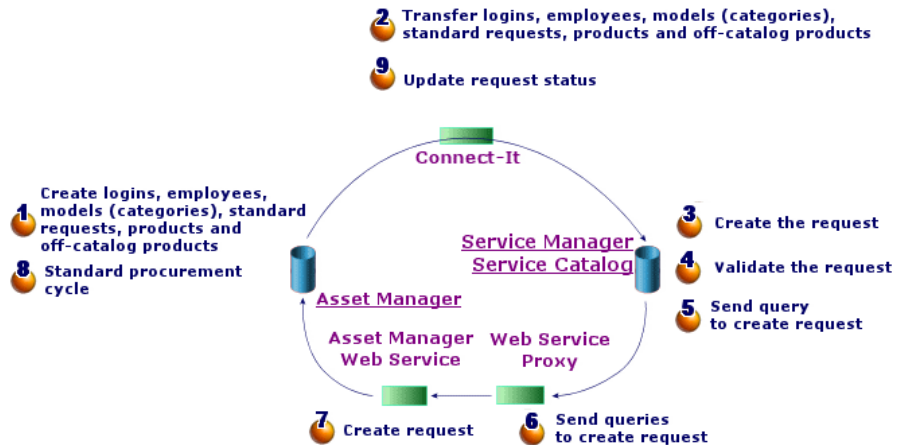 2 Transfer logins, employees, models (categories),
standard requests, products and off-catalog products
9 Update request status
Connect-It
1 Create logins, employees,
models (categories), standard
requests, products and
off-catalog products
8 Standard procurement
cycle
Asset Manager
Service Manager
Service Catalog
3 Create the request
4 Validate the request
5 Send query
to create request
Asset Manager
Web Service
Web Service
Proxy
7 Create request
6 Send queries
to create request